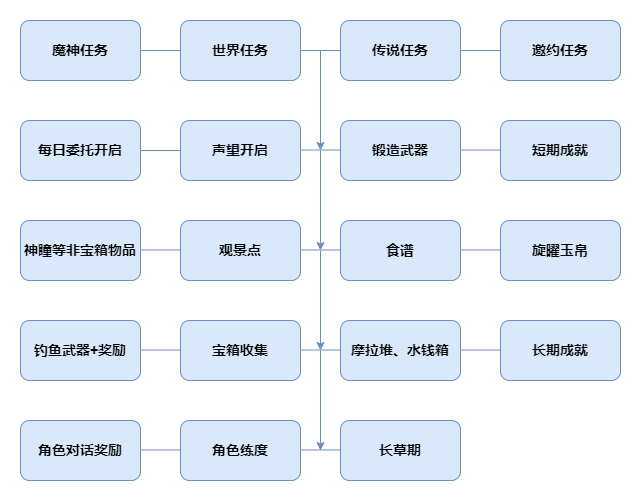 魔神任务
世界任务
传说任务
邀约任务
每日委托开启
声望开启
锻造武器
短期成就
神瞳等非宝箱物品
观景点
食谱
旋曜玉帛
钓鱼武器+奖励
宝箱收集
摩拉堆、水钱箱
长期成就
角色对话奖励
角色练度
长草期